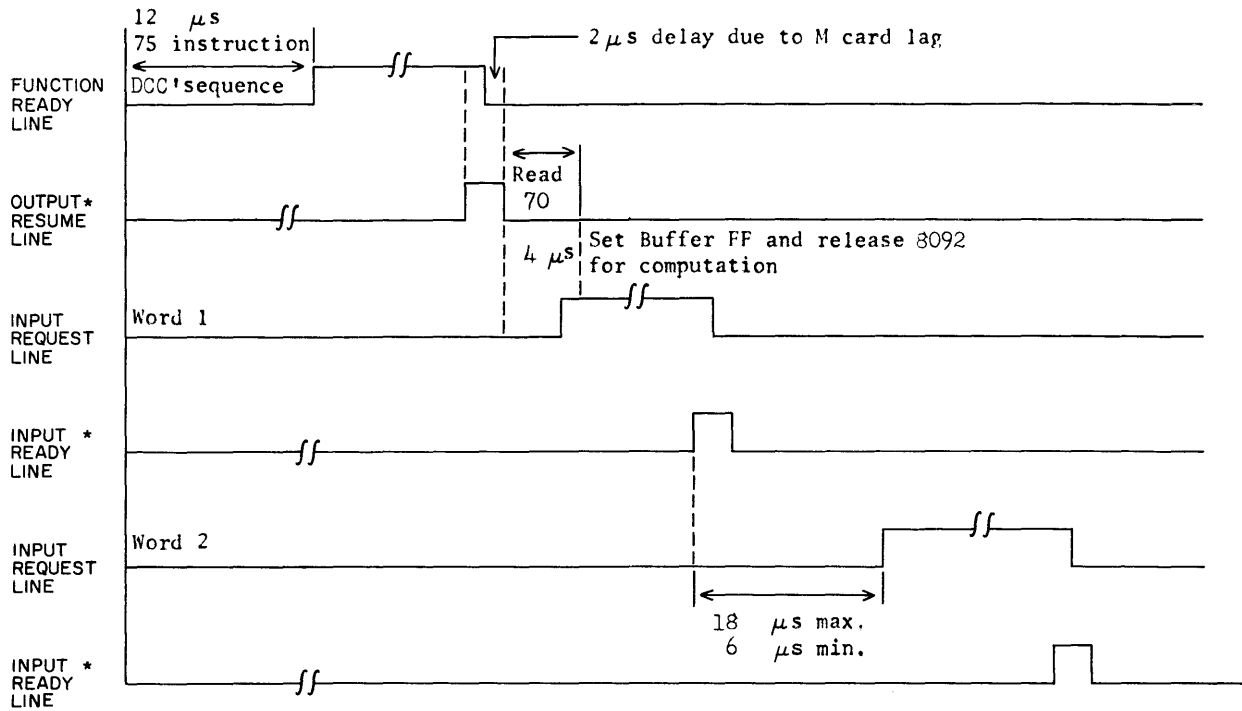 12 μs
75 instruction
DCC'sequence
2μs delay due to M card lag
FUNCTION
READY
LINE
Read
70
OUTPUT*
RESUME
LINE
4 μs
Set Buffer FF and release 8092
for computation
Word 1
INPUT
REQUEST
LINE
INPUT *
READY
LINE
Word 2
INPUT
REQUEST
LINE
18 μs max.
6 μs min.
INPUT *
READY
LINE